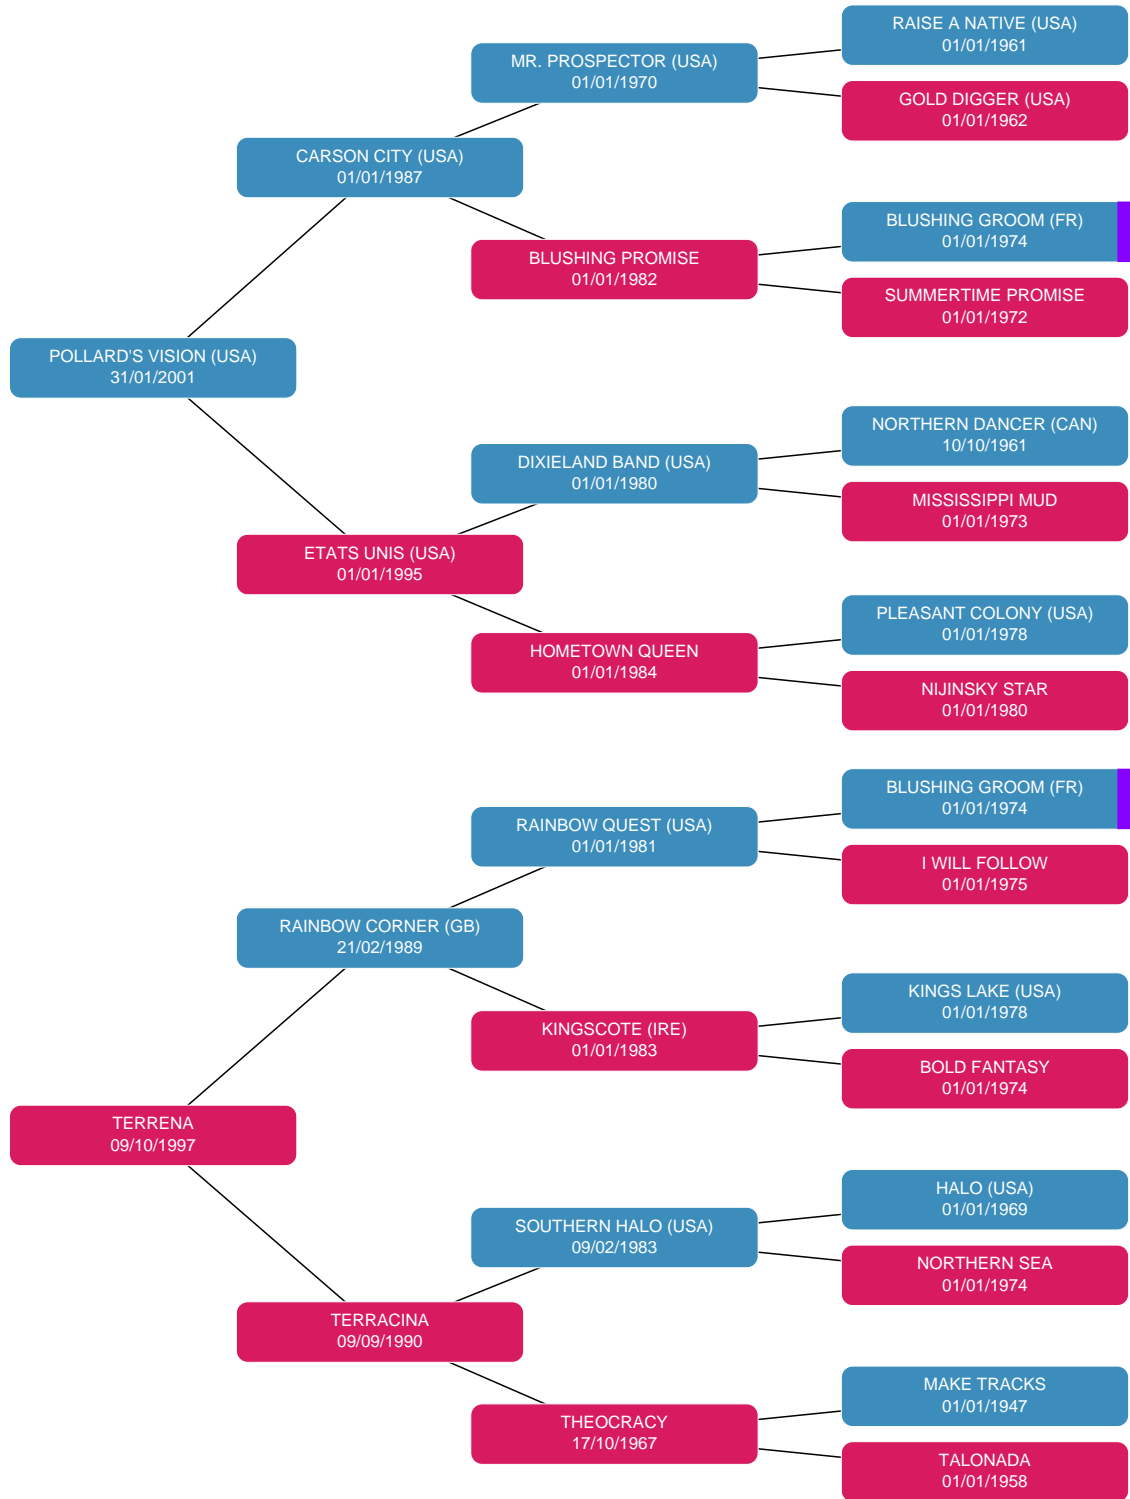 RAISE A NATIVE (USA)
01/01/1961
MR. PROSPECTOR (USA)
01/01/1970
GOLD DIGGER (USA)
01/01/1962
CARSON CITY (USA)
01/01/1987
BLUSHING GROOM (FR)
01/01/1974
BLUSHING PROMISE
01/01/1982
SUMMERTIME PROMISE
01/01/1972
POLLARD'S VISION (USA)
31/01/2001
NORTHERN DANCER (CAN)
10/10/1961
DIXIELAND BAND (USA)
01/01/1980
MISSISSIPPI MUD
01/01/1973
ETATS UNIS (USA)
01/01/1995
PLEASANT COLONY (USA)
01/01/1978
HOMETOWN QUEEN
01/01/1984
NIJINSKY STAR
01/01/1980
BLUSHING GROOM (FR)
01/01/1974
RAINBOW QUEST (USA)
01/01/1981
I WILL FOLLOW
01/01/1975
RAINBOW CORNER (GB)
21/02/1989
KINGS LAKE (USA)
01/01/1978
KINGSCOTE (IRE)
01/01/1983
BOLD FANTASY
01/01/1974
TERRENA
09/10/1997
HALO (USA)
01/01/1969
SOUTHERN HALO (USA)
09/02/1983
NORTHERN SEA
01/01/1974
TERRACINA
09/09/1990
MAKE TRACKS
01/01/1947
THEOCRACY
17/10/1967
TALONADA
01/01/1958